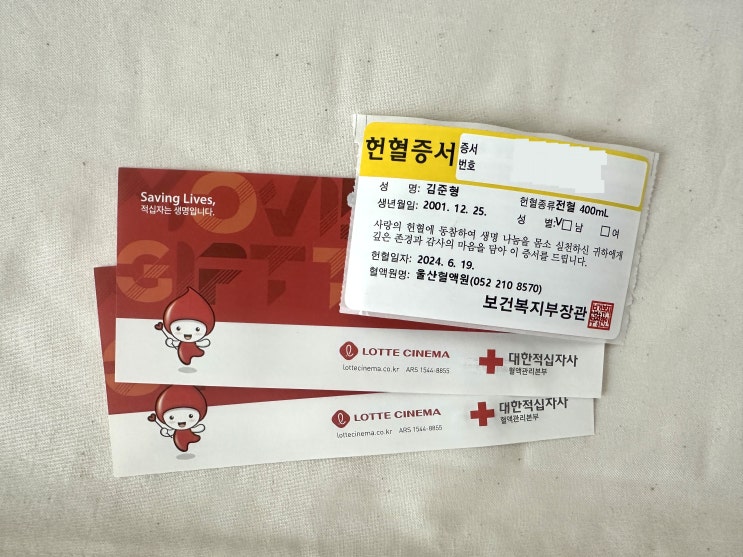 헌혈증서
증서
번호
성 명: 김준형
헌혈종류전혈 400mL
생년월일: 2001. 12. 25.
성 별:V□남 □여
사랑의 헌혈에 동참하여 생명 나눔을 몸소 실천하신 귀하에게
깊은 존경과 감사의 마음을 담아 이 증서를 드립니다.
헌혈일자: 2024. 6. 19.
혈액원명: 울산혈액원(052 210 8570)
보건복지부장관
Saving Lives,
적십자는 생명입니다.
MOVIE
GIFT
LOTTE CINEMA
lottecinema.co.kr ARS 1544-8855
대한적십자사
혈액관리본부
LOTTE CINEMA
lottecinema.co.kr ARS 1544-8855
대한적십자사
혈액관리본부